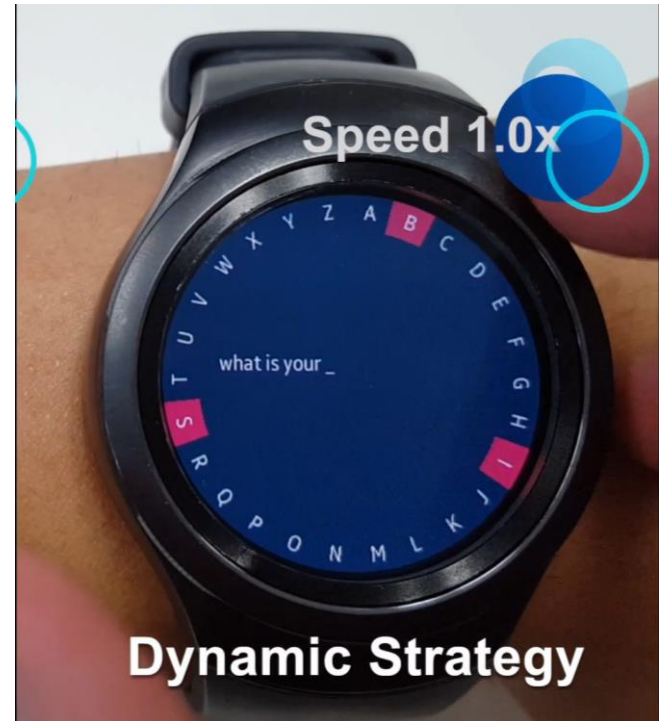 Speed 1.0x
A B C D E F G H I J K L M N O P Q R S T U V W X Y Z
what is your _
Dynamic Strategy